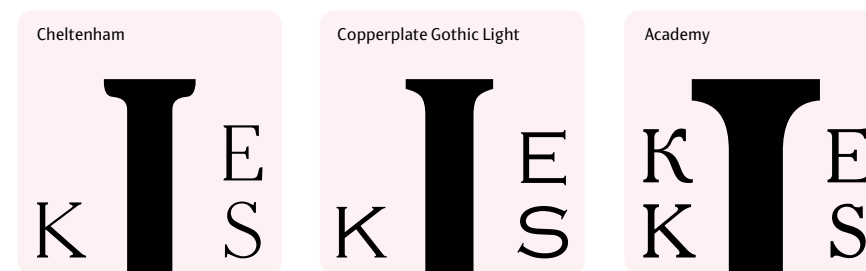 Cheltenham
I
E
K S
Copperplate Gothic Light
I
E
K S
Academy
I
К E
K S